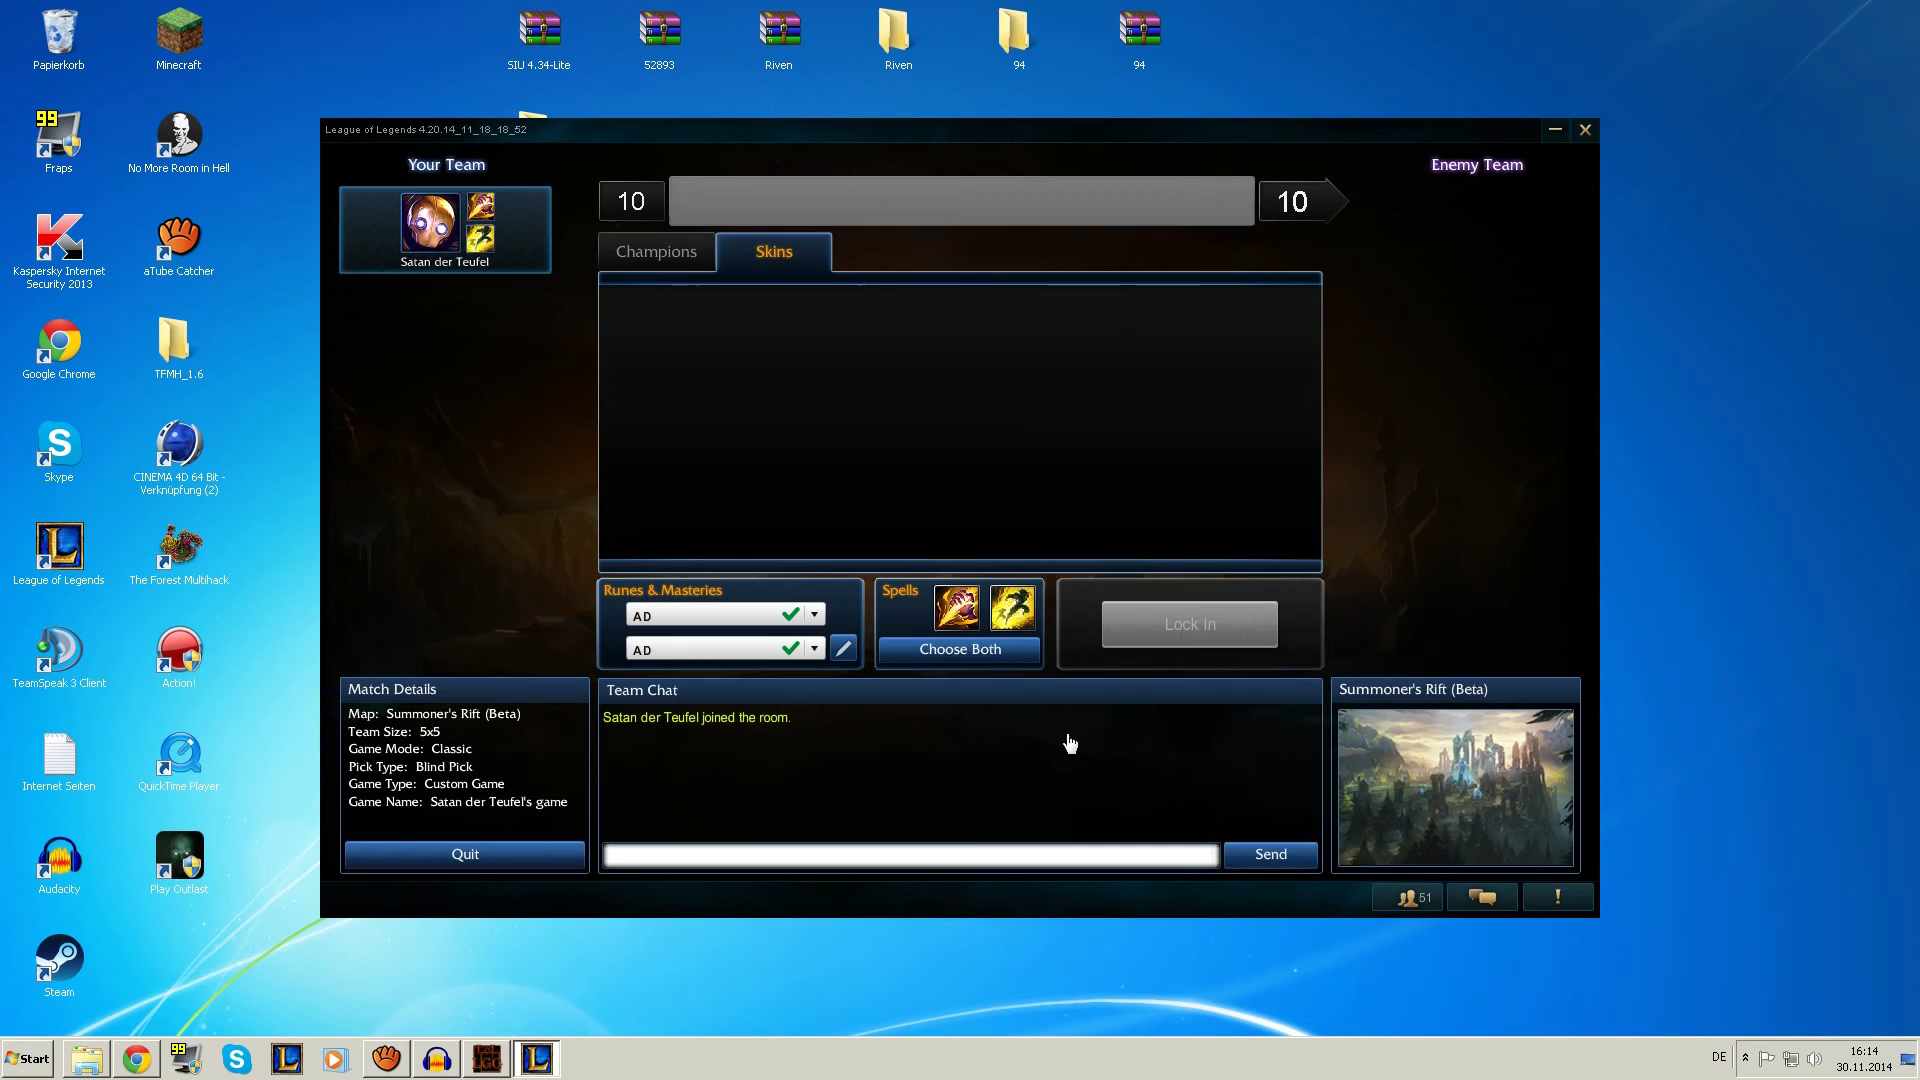 Papierkorb
Minecraft
SIU 4.34-Lite
52893
Riven
Riven
94
94
99
Fraps
No More Room in Hell
Kaspersky Internet
Security 2013
aTube Catcher
Google Chrome
TFMH_1.6
Skype
CINEMA 4D 64 Bit -
Verknüpfung (2)
League of Legends
The Forest Multihack
TeamSpeak 3 Client
Action!
Internet Seiten
QuickTime Player
Audacity
Play Outlast
Steam
League of Legends 4.20.14_11_18_18_52
Your Team
Enemy Team
10
10
Satan der Teufel
Champions
Skins
Runes & Masteries
AD
AD
Spells
Choose Both
Lock In
Match Details
Map: Summoner's Rift (Beta)
Team Size: 5x5
Game Mode: Classic
Pick Type: Blind Pick
Game Type: Custom Game
Game Name: Satan der Teufel's game
Quit
Team Chat
Satan der Teufel joined the room.
Send
Summoner's Rift (Beta)
51
!
Start
99
DE
16:14
30.11.2014